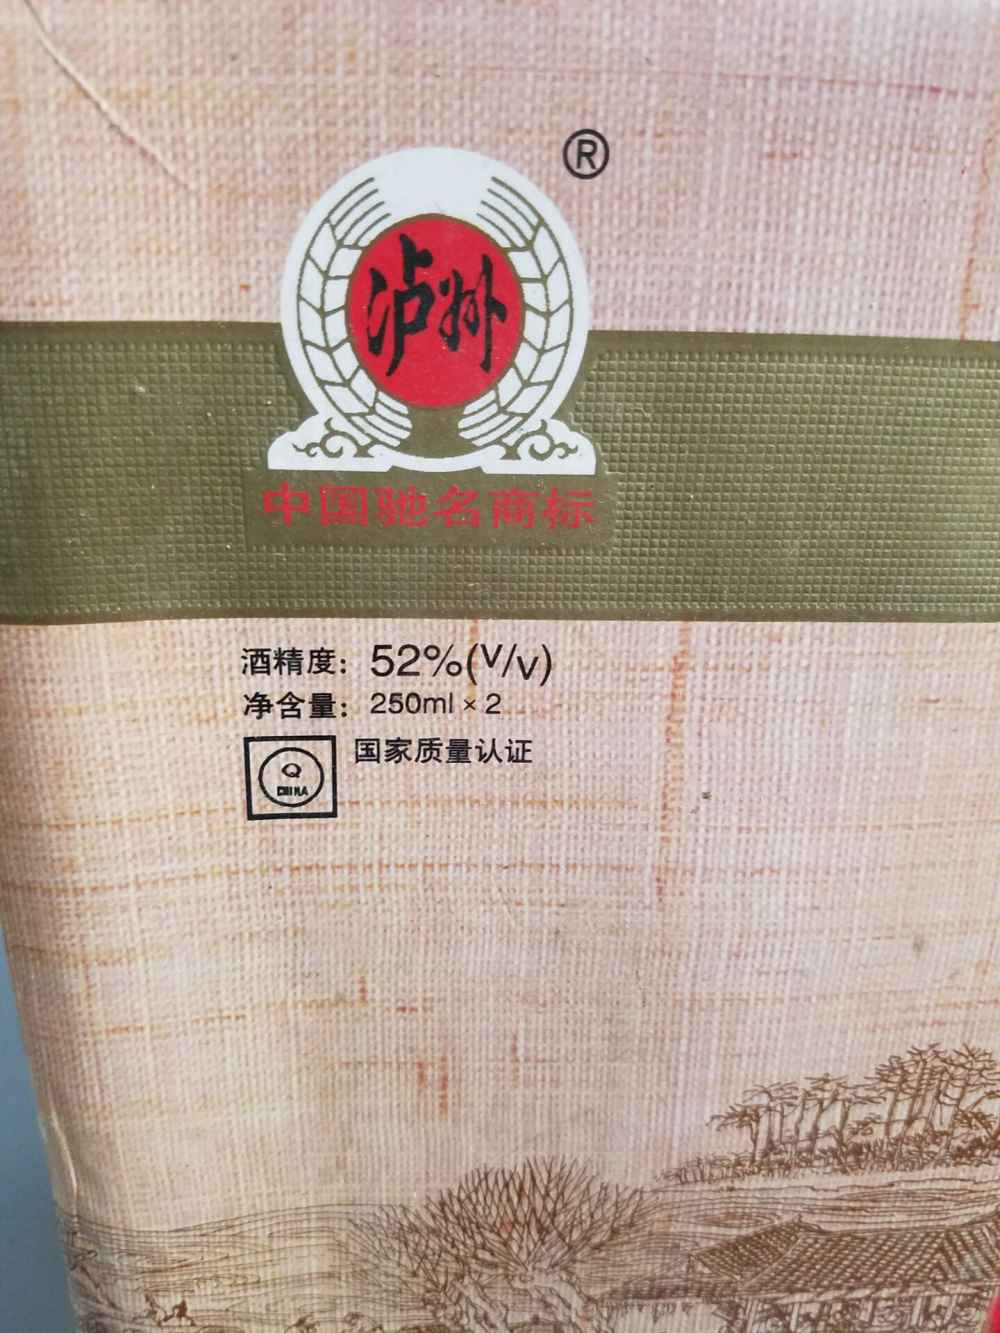 ®
泸州
中国驰名商标
酒精度：52%(V/V)
净含量：250ml×2
国家质量认证
Q
CHINA